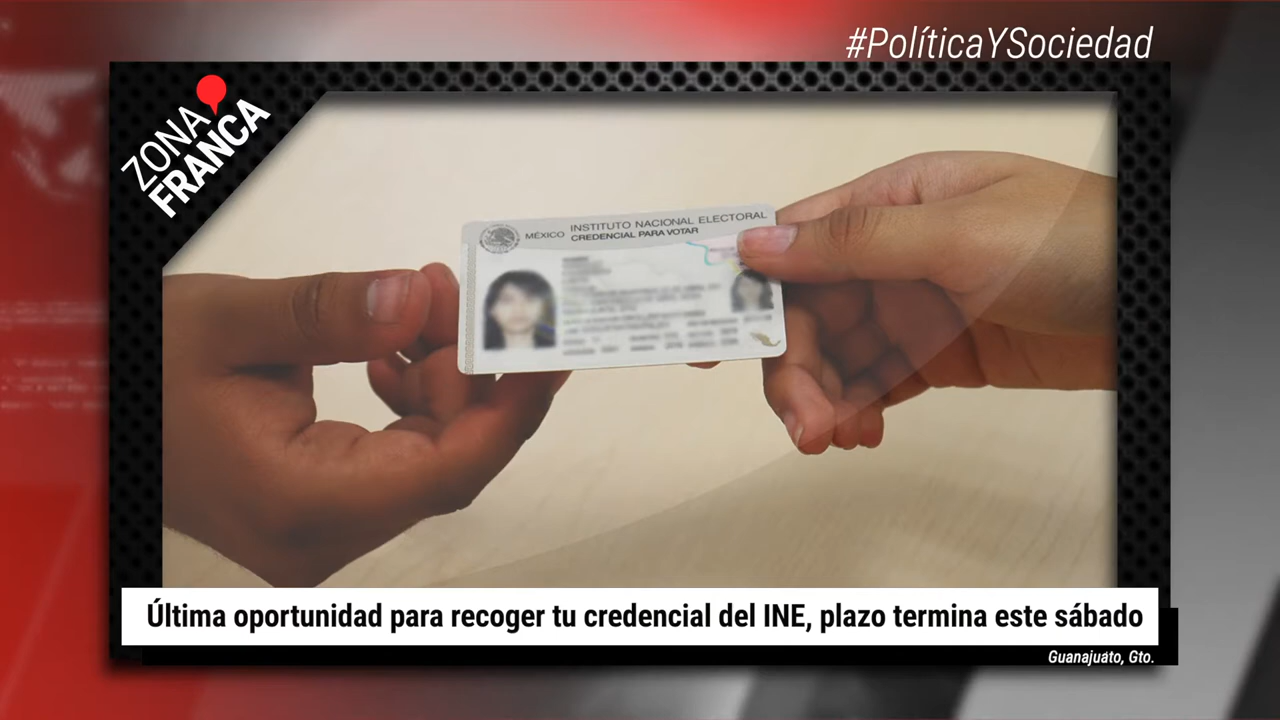 #PolíticaYSociedad
ZONA
FRANCA
MÉXICO INSTITUTO NACIONAL ELECTORAL
CREDENCIAL PARA VOTAR
Última oportunidad para recoger tu credencial del INE, plazo termina este sábado
Guanajuato, Gto.